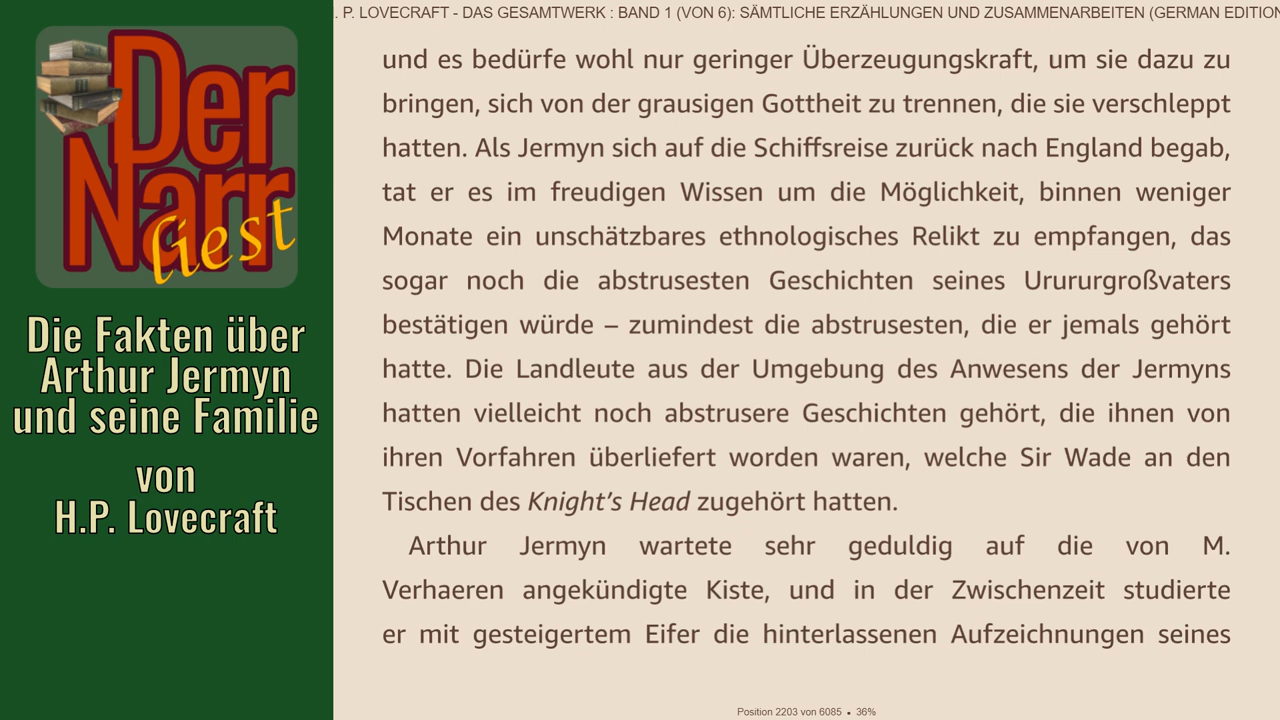 Der
Narr
liest
Die Fakten über
Arthur Jermyn
und seine Familie
von
H.P. Lovecraft
. P. LOVECRAFT - DAS GESAMTWERK : BAND 1 (VON 6): SÄMTLICHE ERZÄHLUNGEN UND ZUSAMMENARBEITEN (GERMAN EDITION
und es bedürfe wohl nur geringer Überzeugungskraft, um sie dazu zu
bringen, sich von der grausigen Gottheit zu trennen, die sie verschleppt
hatten. Als Jermyn sich auf die Schiffsreise zurück nach England begab,
tat er es im freudigen Wissen um die Möglichkeit, binnen weniger
Monate ein unschätzbares ethnologisches Relikt zu empfangen, das
sogar noch die abstrusesten Geschichten seines Urururgroßvaters
bestätigen würde – zumindest die abstrusesten, die er jemals gehört
hatte. Die Landleute aus der Umgebung des Anwesens der Jermyns
hatten vielleicht noch abstrusere Geschichten gehört, die ihnen von
ihren Vorfahren überliefert worden waren, welche Sir Wade an den
Tischen des Knight's Head zugehört hatten.
Arthur Jermyn wartete sehr geduldig auf die von M.
Verhaeren angekündigte Kiste, und in der Zwischenzeit studierte
er mit gesteigertem Eifer die hinterlassenen Aufzeichnungen seines
Position 2203 von 6085 • 36%